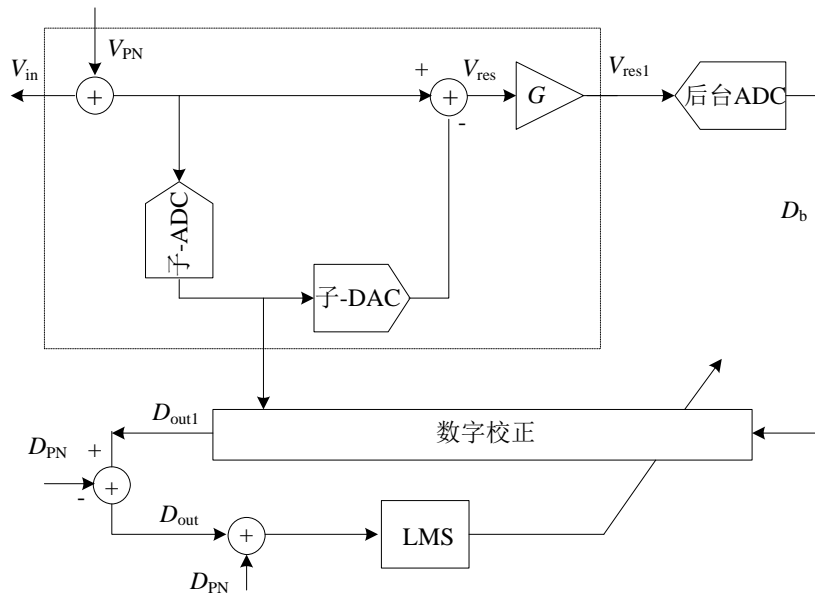 V_PN
V_in
+
+
V_res
+
-
G
V_res1
后台ADC
子-ADC
子-DAC
D_b
D_out1
数字校正
D_PN
+
-
+
D_out
+
LMS
D_PN